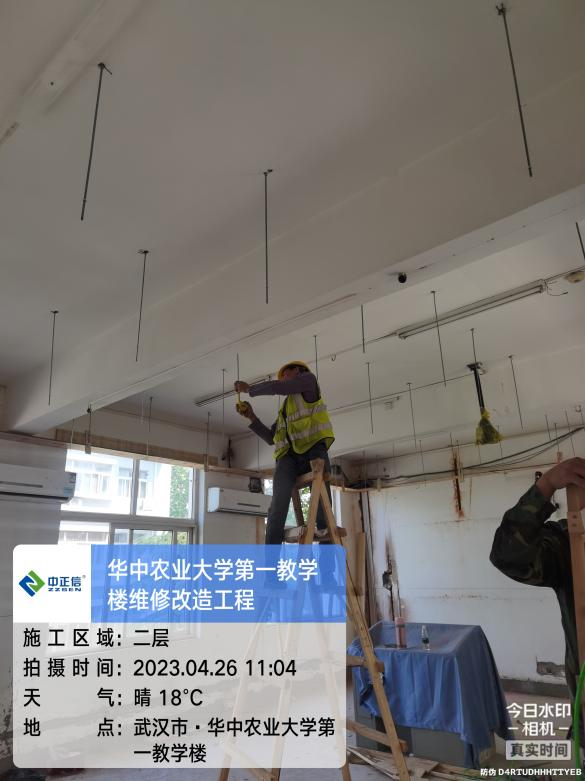 中正信®
ZZSEN
华中农业大学第一教学
楼维修改造工程
施工区域：二层
拍摄时间：2023.04.26 11:04
天气：晴 18℃
地点：武汉市·华中农业大学第
一教学楼
今日水印
相机
真实时间
防伪 D4RTUDHHHITYEB